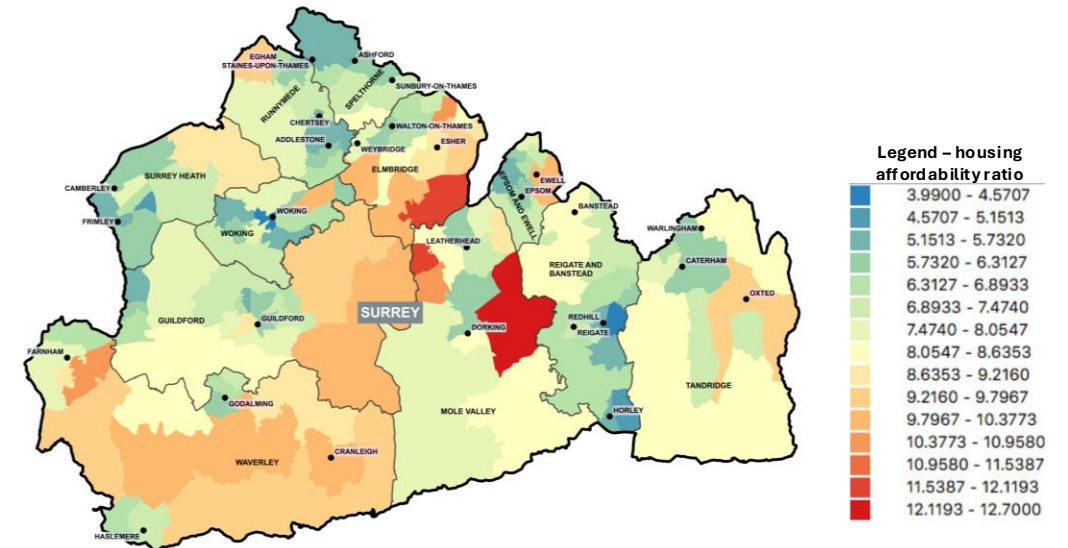 EGHAM
STAINES-UPON-THAMES
ASHFORD
SPELTHORNE
SUNBURY-ON-THAMES
RUNNYMEDE
CHERTSEY
WALTON-ON-THAMES
ADDLESTONE
WEYBRIDGE
ESHER
ELMBRIDGE
SURREY HEATH
CAMBERLEY
FRIMLEY
EWELL
EPSOM
EPSOM AND EWELL
BANSTEAD
WOKING
WOKING
LEATHERHEAD
WARLINGHAM
CATERHAM
REIGATE AND
BANSTEAD
OXTED
SURREY
GUILDFORD
GUILDFORD
DORKING
REDHILL
REIGATE
FARNHAM
TANDRIDGE
GODALMING
MOLE VALLEY
HORLEY
CRANLEIGH
WAVERLEY
HASLEMERE
Legend – housing
affordability ratio
3.9900 - 4.5707
4.5707 - 5.1513
5.1513 - 5.7320
5.7320 - 6.3127
6.3127 - 6.8933
6.8933 - 7.4740
7.4740 - 8.0547
8.0547 - 8.6353
8.6353 - 9.2160
9.2160 - 9.7967
9.7967 - 10.3773
10.3773 - 10.9580
10.9580 - 11.5387
11.5387 - 12.1193
12.1193 - 12.7000